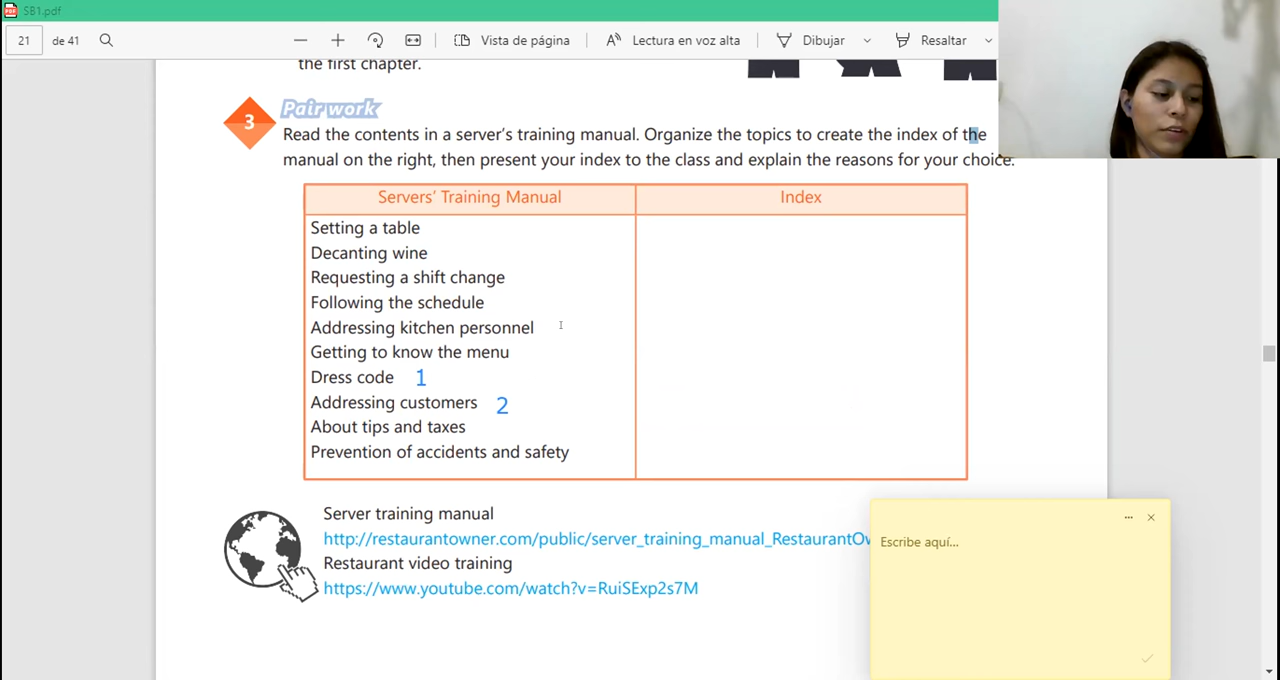 SB1.pdf
21 de 41 Vista de página Lectura en voz alta Dibujar Resaltar
the first chapter.
3 Pair work
Read the contents in a server's training manual. Organize the topics to create the index of the
manual on the right, then present your index to the class and explain the reasons for your choice.
Servers' Training Manual Index
Setting a table
Decanting wine
Requesting a shift change
Following the schedule
Addressing kitchen personnel
Getting to know the menu
Dress code 1
Addressing customers 2
About tips and taxes
Prevention of accidents and safety
Server training manual
http://restaurantowner.com/public/server_training_manual_RestaurantOw
Restaurant video training
https://www.youtube.com/watch?v=RuiSExp2s7M
Escribe aquí...